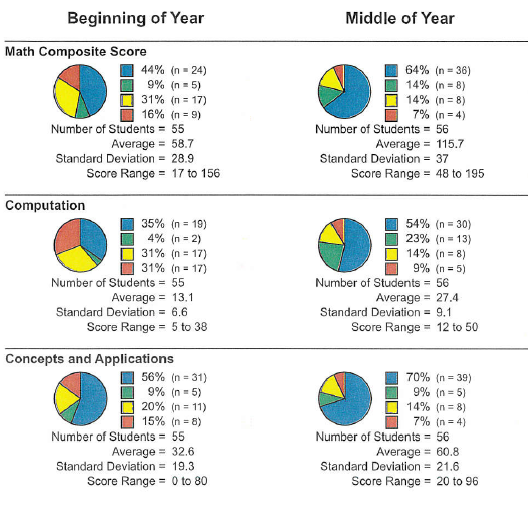 Beginning of Year
Middle of Year
Math Composite Score
44% (n = 24)
9% (n = 5)
31% (n = 17)
16% (n = 9)
Number of Students = 55
Average = 58.7
Standard Deviation = 28.9
Score Range = 17 to 156
64% (n = 36)
14% (n = 8)
14% (n = 8)
7% (n = 4)
Number of Students = 56
Average = 115.7
Standard Deviation = 37
Score Range = 48 to 195
Computation
35% (n = 19)
4% (n = 2)
31% (n = 17)
31% (n = 17)
Number of Students = 55
Average = 13.1
Standard Deviation = 6.6
Score Range = 5 to 38
54% (n = 30)
23% (n = 13)
14% (n = 8)
9% (n = 5)
Number of Students = 56
Average = 27.4
Standard Deviation = 9.1
Score Range = 12 to 50
Concepts and Applications
56% (n = 31)
9% (n = 5)
20% (n = 11)
15% (n = 8)
Number of Students = 55
Average = 32.6
Standard Deviation = 19.3
Score Range = 0 to 80
70% (n = 39)
9% (n = 5)
14% (n = 8)
7% (n = 4)
Number of Students = 56
Average = 60.8
Standard Deviation = 21.6
Score Range = 20 to 96